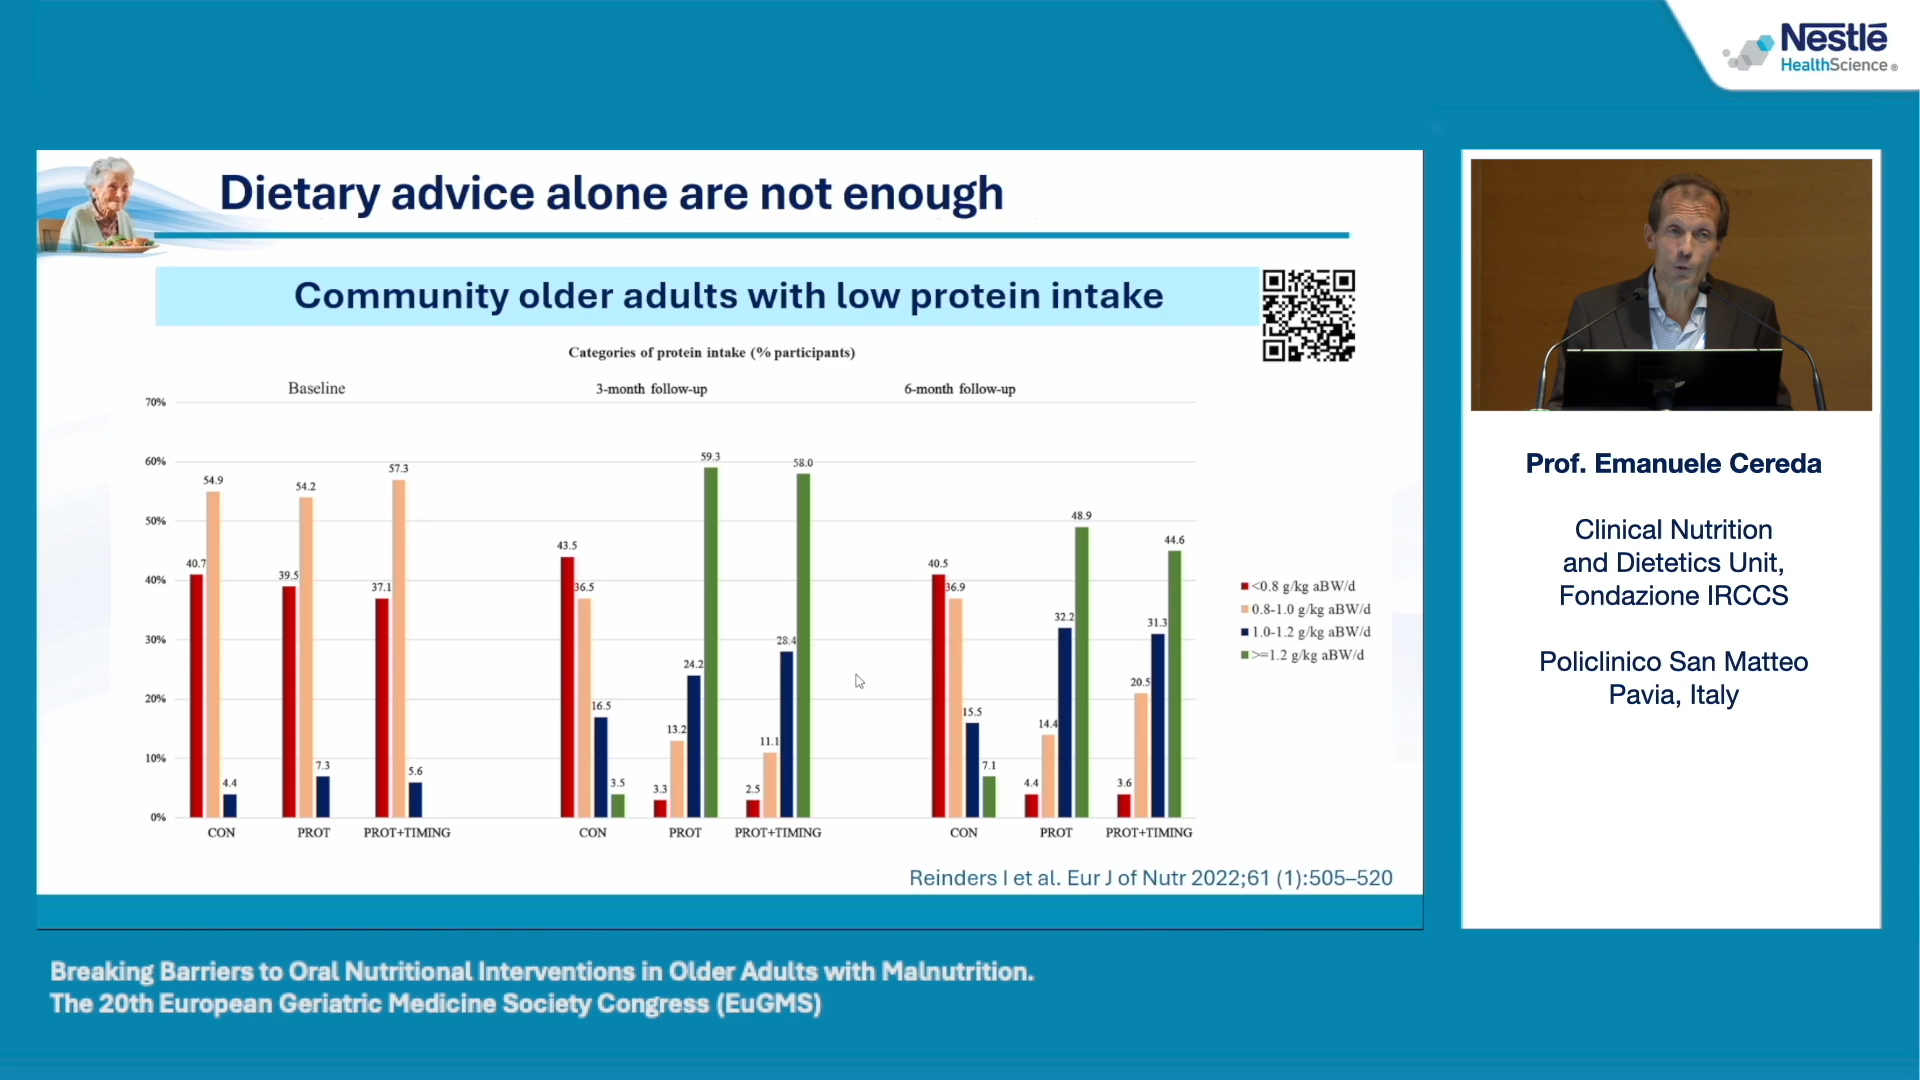 Nestlé
HealthScience®
Dietary advice alone are not enough
Community older adults with low protein intake
Categories of protein intake (% participants)
Baseline
3-month follow-up
6-month follow-up
70%
60%
50%
40%
30%
20%
10%
0%
40.7
54.9
4.4
39.5
54.2
7.3
37.1
57.3
5.6
43.5
36.5
16.5
3.5
3.3
13.2
24.2
59.3
2.5
11.1
28.4
58.0
40.5
36.9
15.5
7.1
4.4
14.4
32.2
48.9
3.6
20.5
31.3
44.6
CON
PROT
PROT+TIMING
CON
PROT
PROT+TIMING
CON
PROT
PROT+TIMING
<0.8 g/kg aBW/d
0.8-1.0 g/kg aBW/d
1.0-1.2 g/kg aBW/d
>=1.2 g/kg aBW/d
Reinders I et al. Eur J of Nutr 2022;61 (1):505–520
Prof. Emanuele Cereda
Clinical Nutrition
and Dietetics Unit,
Fondazione IRCCS
Policlinico San Matteo
Pavia, Italy
Breaking Barriers to Oral Nutritional Interventions in Older Adults with Malnutrition.
The 20th European Geriatric Medicine Society Congress (EuGMS)